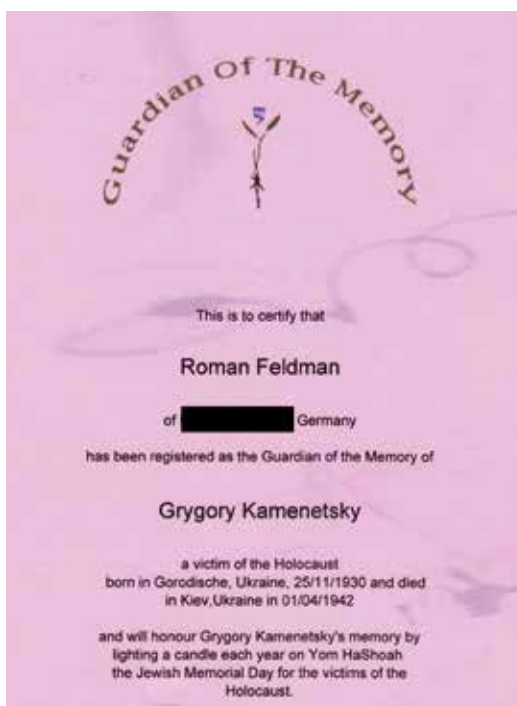 Guardian Of The Memory
This is to certify that
Roman Feldman
of Germany
has been registered as the Guardian of the Memory of
Grygory Kamenetsky
a victim of the Holocaust
born in Gorodische, Ukraine, 25/11/1930 and died
in Kiev,Ukraine in 01/04/1942
and will honour Grygory Kamenetsky's memory by
lighting a candle each year on Yom HaShoah
the Jewish Memorial Day for the victims of the
Holocaust.